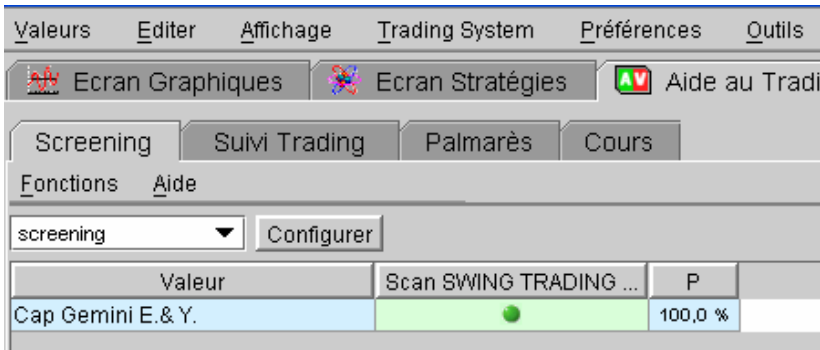 Valeurs Editer Affichage Trading System Préférences Outils
Ecran Graphiques Ecran Stratégies AV Aide au Tradi
Screening Suivi Trading Palmarès Cours
Fonctions Aide
screening Configurer
Valeur Scan SWING TRADING ... P
Cap Gemini E.& Y. 100,0 %